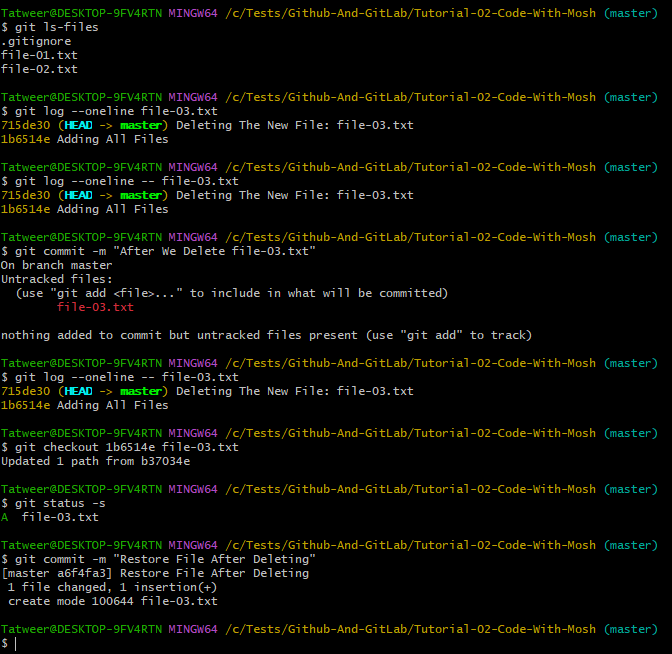 Tatweer@DESKTOP-9FV4RTN MINGW64 /c/Tests/Github-And-GitLab/Tutorial-02-Code-With-Mosh (master)
$ git ls-files
.gitignore
file-01.txt
file-02.txt
Tatweer@DESKTOP-9FV4RTN MINGW64 /c/Tests/Github-And-GitLab/Tutorial-02-Code-With-Mosh (master)
$ git log --oneline file-03.txt
715de30 (HEAD -> master) Deleting The New File: file-03.txt
1b6514e Adding All Files
Tatweer@DESKTOP-9FV4RTN MINGW64 /c/Tests/Github-And-GitLab/Tutorial-02-Code-With-Mosh (master)
$ git log --oneline -- file-03.txt
715de30 (HEAD -> master) Deleting The New File: file-03.txt
1b6514e Adding All Files
Tatweer@DESKTOP-9FV4RTN MINGW64 /c/Tests/Github-And-GitLab/Tutorial-02-Code-With-Mosh (master)
$ git commit -m "After We Delete file-03.txt"
On branch master
Untracked files:
  (use "git add <file>..." to include in what will be committed)
        file-03.txt
nothing added to commit but untracked files present (use "git add" to track)
Tatweer@DESKTOP-9FV4RTN MINGW64 /c/Tests/Github-And-GitLab/Tutorial-02-Code-With-Mosh (master)
$ git log --oneline -- file-03.txt
715de30 (HEAD -> master) Deleting The New File: file-03.txt
1b6514e Adding All Files
Tatweer@DESKTOP-9FV4RTN MINGW64 /c/Tests/Github-And-GitLab/Tutorial-02-Code-With-Mosh (master)
$ git checkout 1b6514e file-03.txt
Updated 1 path from b37034e
Tatweer@DESKTOP-9FV4RTN MINGW64 /c/Tests/Github-And-GitLab/Tutorial-02-Code-With-Mosh (master)
$ git status -s
A  file-03.txt
Tatweer@DESKTOP-9FV4RTN MINGW64 /c/Tests/Github-And-GitLab/Tutorial-02-Code-With-Mosh (master)
$ git commit -m "Restore File After Deleting"
[master a6f4fa3] Restore File After Deleting
 1 file changed, 1 insertion(+)
 create mode 100644 file-03.txt
Tatweer@DESKTOP-9FV4RTN MINGW64 /c/Tests/Github-And-GitLab/Tutorial-02-Code-With-Mosh (master)
$